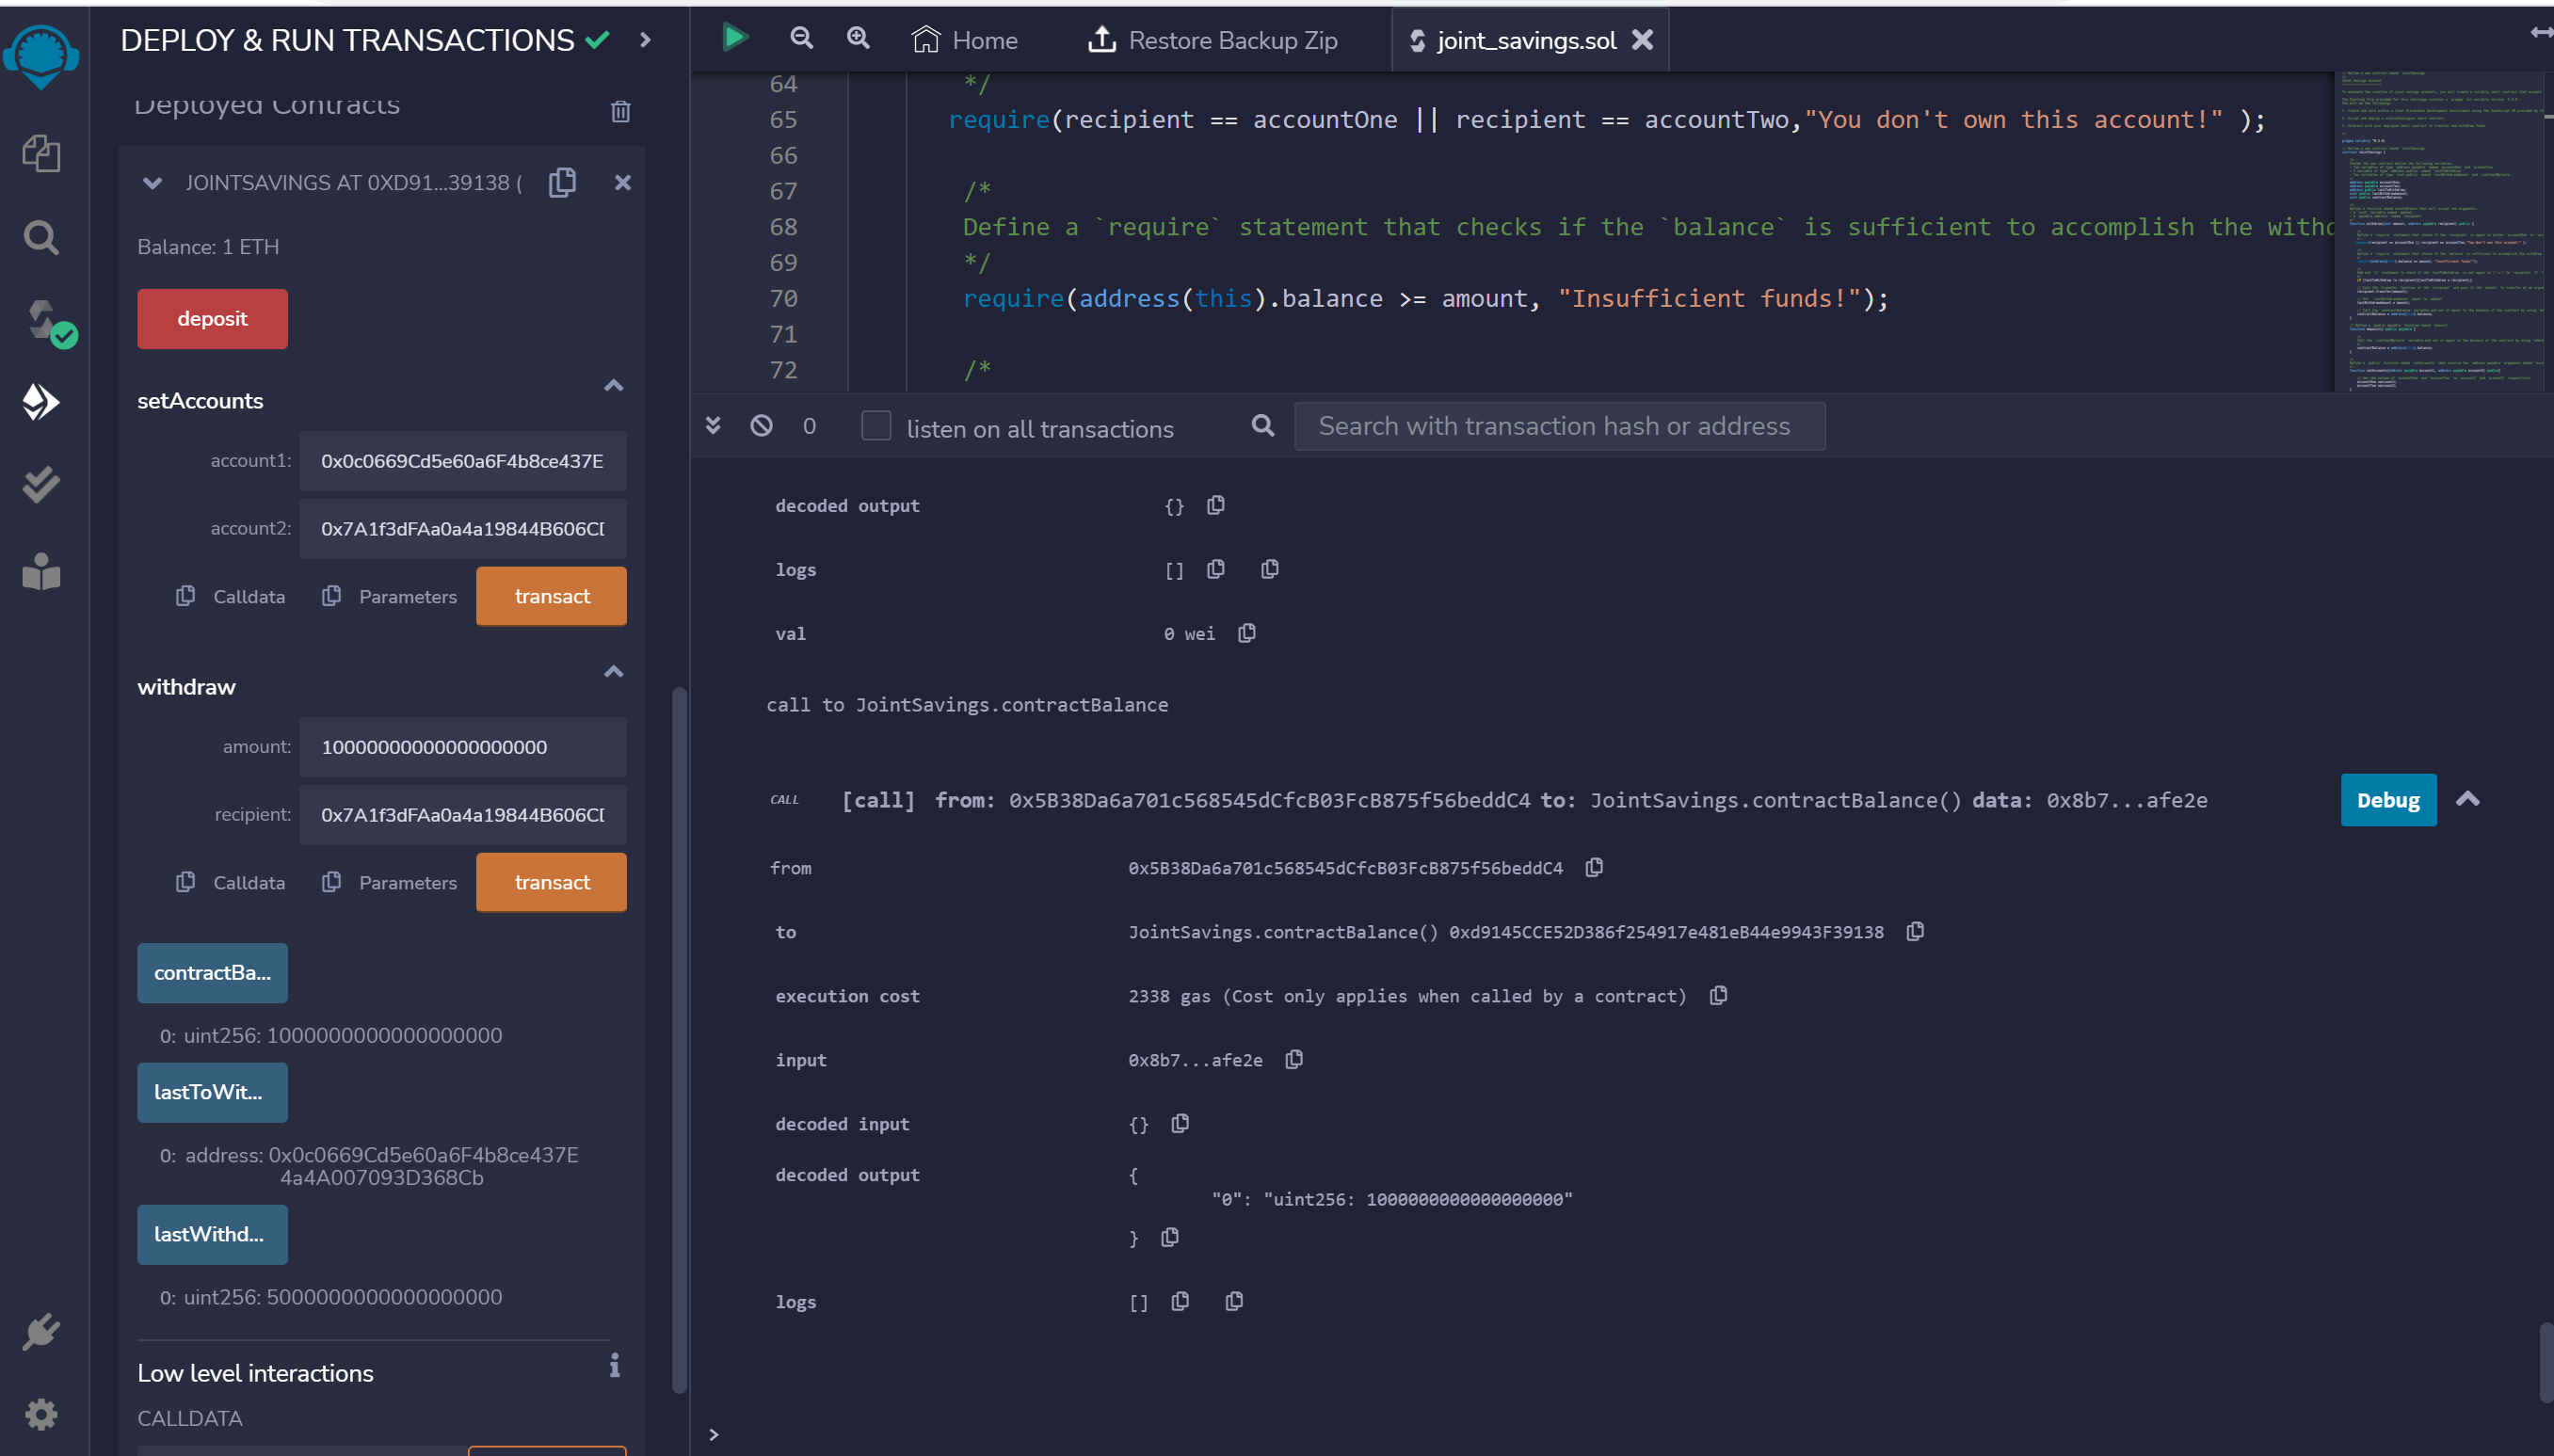 DEPLOY & RUN TRANSACTIONS
Deployed Contracts
JOINTSAVINGS AT 0XD91...39138 (
Balance: 1 ETH
deposit
setAccounts
account1: 0x0c0669Cd5e60a6F4b8ce437E
account2: 0x7A1f3dFAa0a4a19844B606CD
Calldata Parameters transact
withdraw
amount: 10000000000000000000
recipient: 0x7A1f3dFAa0a4a19844B606CD
Calldata Parameters transact
contractBa...
0: uint256: 1000000000000000000
lastToWit...
0: address: 0x0c0669Cd5e60a6F4b8ce437E
4a4A007093D368Cb
lastWithd...
0: uint256: 5000000000000000000
Low level interactions
CALLDATA
Home Restore Backup Zip joint_savings.sol
64 */
65 require(recipient == accountOne || recipient == accountTwo,"You don't own this account!" );
66
67 /*
68 Define a `require` statement that checks if the `balance` is sufficient to accomplish the withd
69 */
70 require(address(this).balance >= amount, "Insufficient funds!");
71
72 /*
0 listen on all transactions Search with transaction hash or address
decoded output {}
logs []
val 0 wei
call to JointSavings.contractBalance
CALL [call] from: 0x5B38Da6a701c568545dCfcB03FcB875f56beddC4 to: JointSavings.contractBalance() data: 0x8b7...afe2e Debug
from 0x5B38Da6a701c568545dCfcB03FcB875f56beddC4
to JointSavings.contractBalance() 0xd9145CCE52D386f254917e481eB44e9943F39138
execution cost 2338 gas (Cost only applies when called by a contract)
input 0x8b7...afe2e
decoded input {}
decoded output {
"0": "uint256: 1000000000000000000"
}
logs []
>